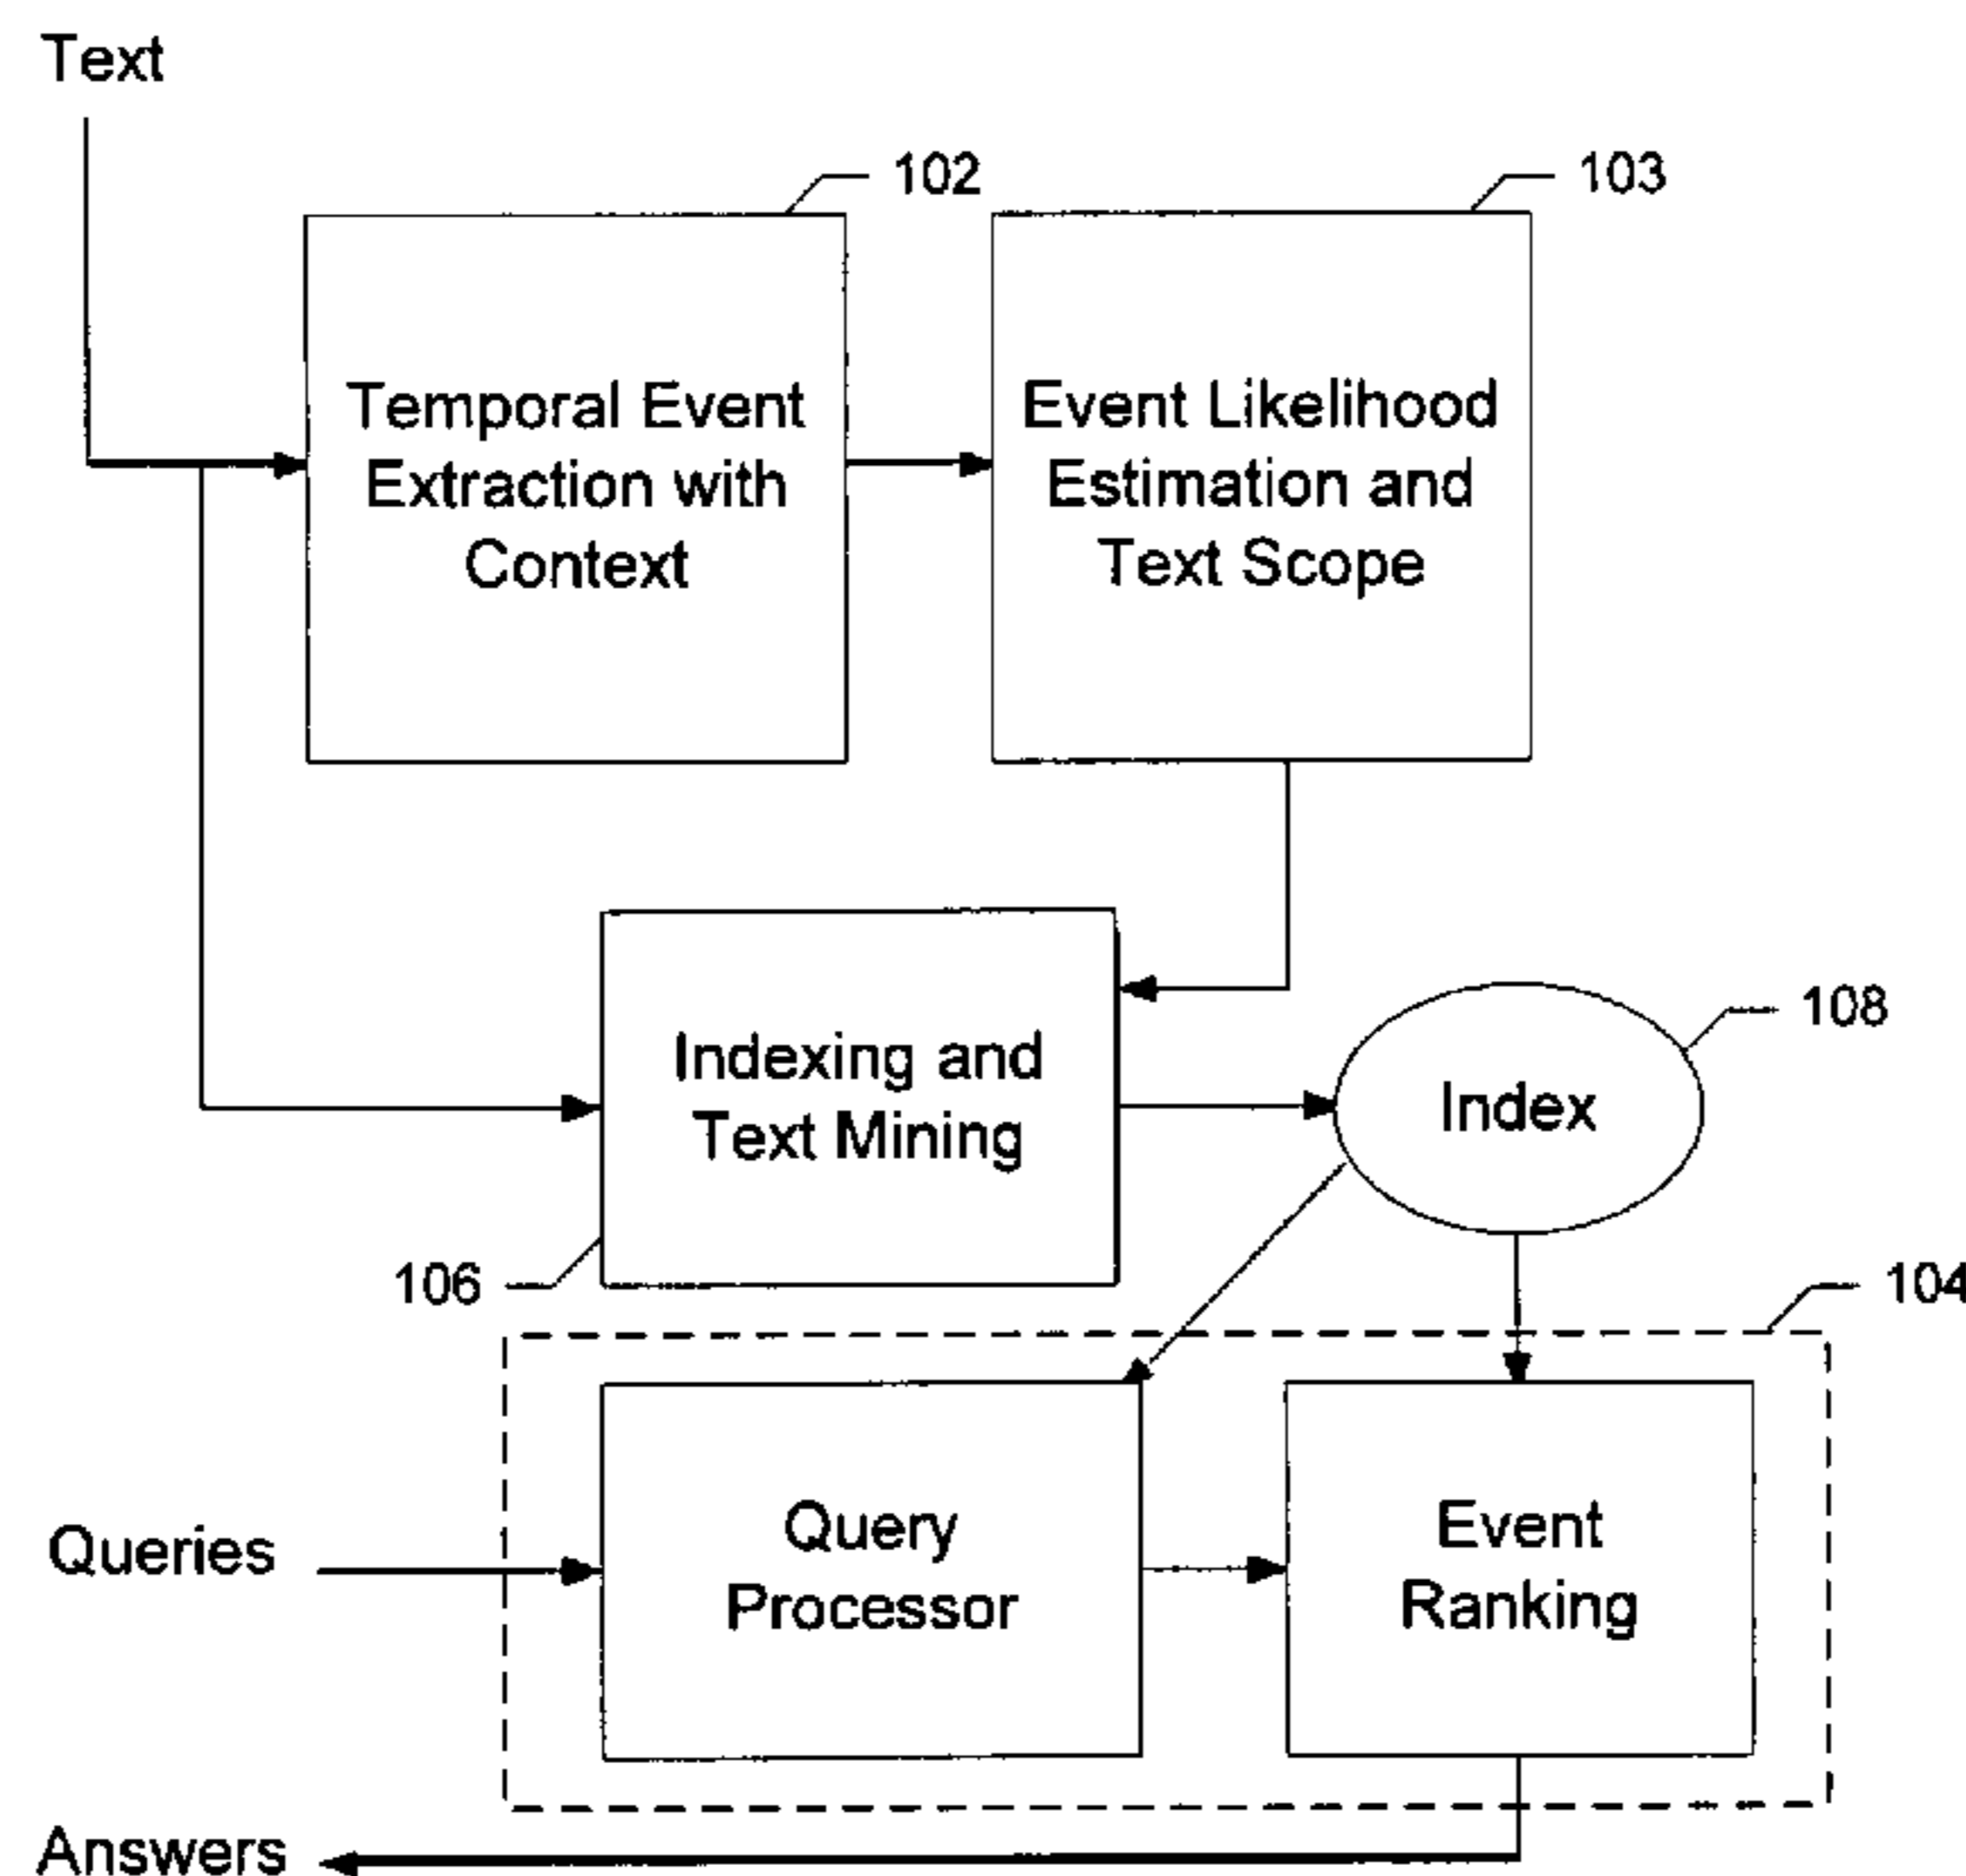 Text
102
103
Temporal Event
Extraction with
Context
Event Likelihood
Estimation and
Text Scope
Indexing and
Text Mining
106
Index
108
104
Query
Processor
Event
Ranking
Queries
Answers